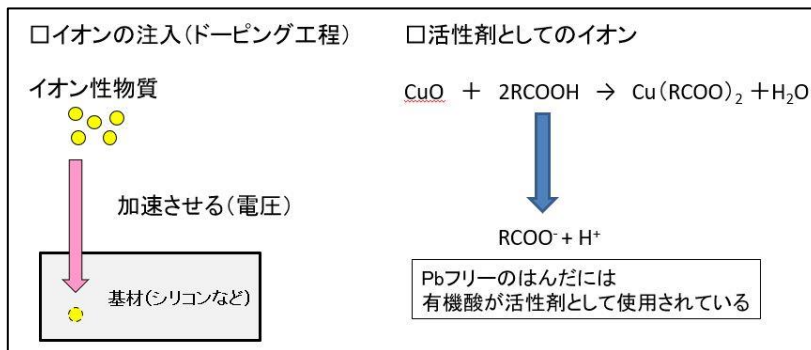 □イオンの注入(ドーピング工程)
イオン性物質
加速させる(電圧)
基材(シリコンなど)
□活性剤としてのイオン
CuO + 2RCOOH → Cu(RCOO)₂ +H₂O
RCOO⁻ + H⁺
Pbフリーのはんだには
有機酸が活性剤として使用されている